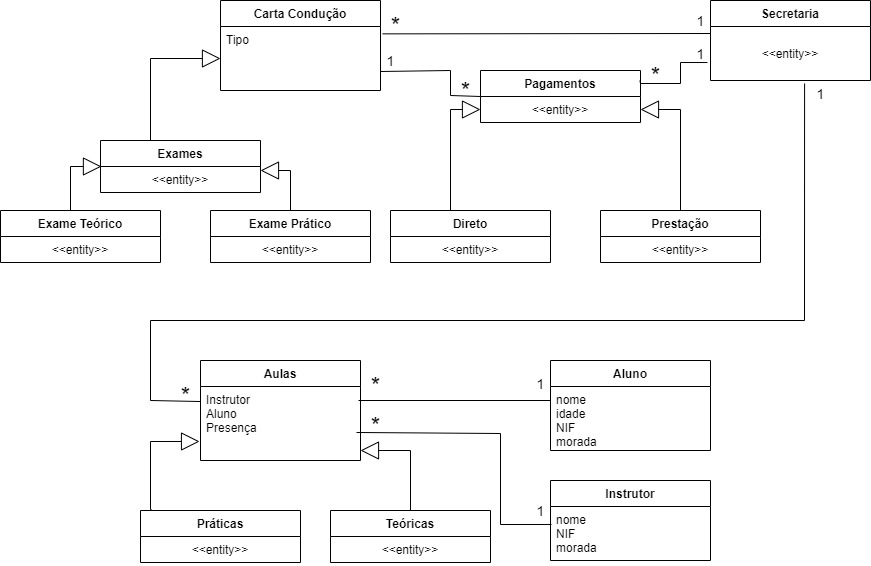 Carta Condução
Tipo
*
1
Secretaria
<<entity>>
1
*
*
1
1
Pagamentos
<<entity>>
Exames
<<entity>>
Exame Teórico
<<entity>>
Exame Prático
<<entity>>
Direto
<<entity>>
Prestação
<<entity>>
*
Aulas
Instrutor
Aluno
Presença
*
1
Aluno
nome
idade
NIF
morada
*
1
Instrutor
nome
NIF
morada
Práticas
<<entity>>
Teóricas
<<entity>>